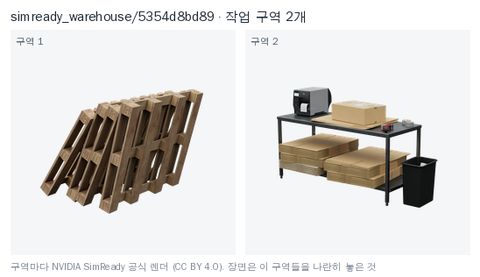 simready_warehouse/5354d8bd89 · 작업 구역 2개
구역 1
구역 2
구역마다 NVIDIA SimReady 공식 렌더 (CC BY 4.0). 장면은 이 구역들을 나란히 놓은 것